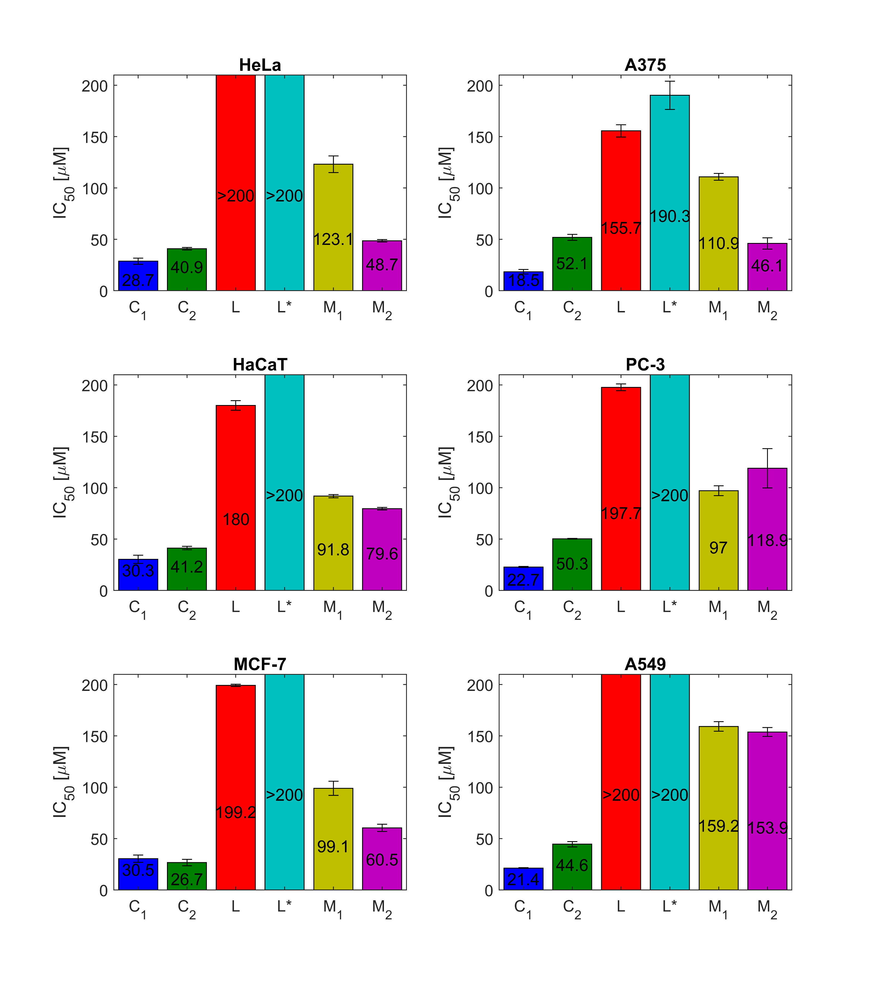 HeLa
IC50 [μM]
200
150
100
50
0
28.7
40.9
>200
>200
123.1
48.7
C1
C2
L
L*
M1
M2
A375
IC50 [μM]
200
150
100
50
0
18.5
52.1
155.7
190.3
110.9
46.1
C1
C2
L
L*
M1
M2
HaCaT
IC50 [μM]
200
150
100
50
0
30.3
41.2
180
>200
91.8
79.6
C1
C2
L
L*
M1
M2
PC-3
IC50 [μM]
200
150
100
50
0
22.7
50.3
197.7
>200
97
118.9
C1
C2
L
L*
M1
M2
MCF-7
IC50 [μM]
200
150
100
50
0
30.5
26.7
199.2
>200
99.1
60.5
C1
C2
L
L*
M1
M2
A549
IC50 [μM]
200
150
100
50
0
21.4
44.6
>200
>200
159.2
153.9
C1
C2
L
L*
M1
M2